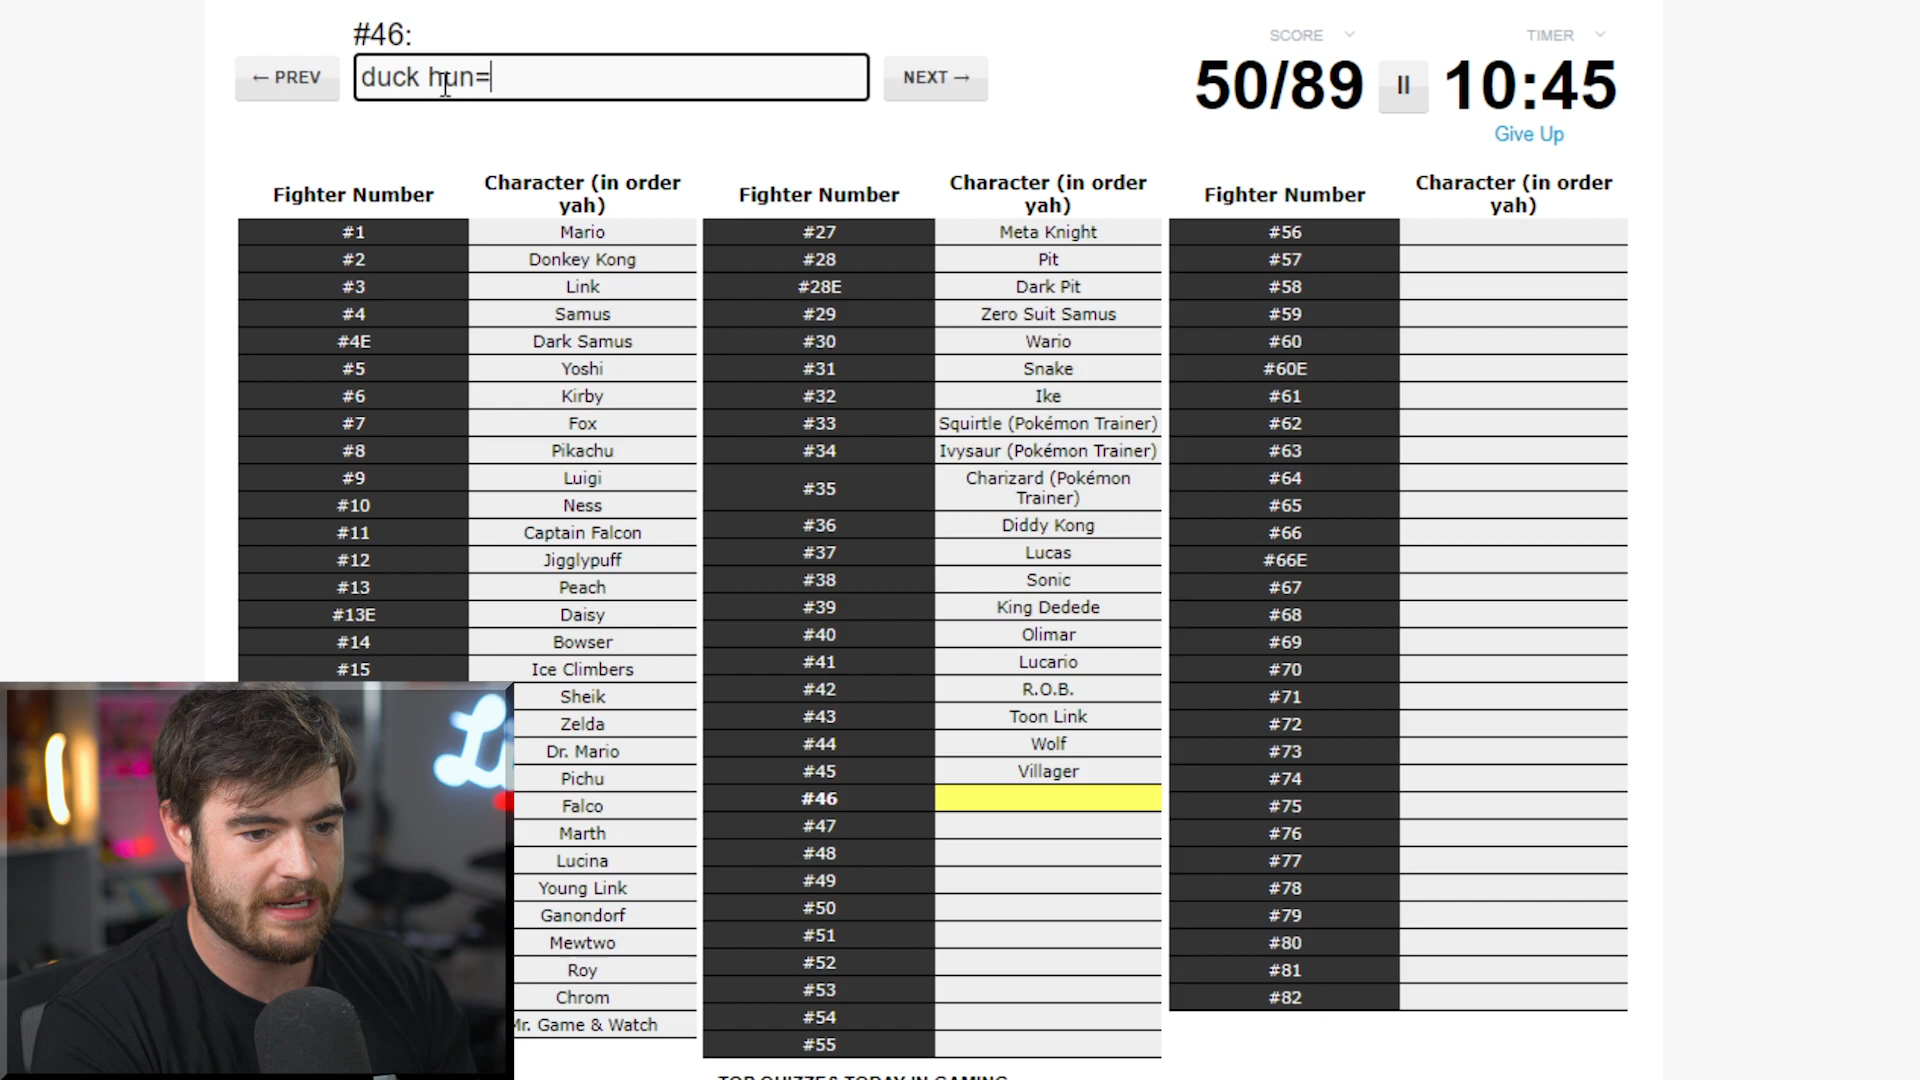 #46:
← PREV
duck hun=
NEXT →
SCORE
50/89
TIMER
10:45
Give Up
Fighter Number Character (in order yah)
#1 Mario
#2 Donkey Kong
#3 Link
#4 Samus
#4E Dark Samus
#5 Yoshi
#6 Kirby
#7 Fox
#8 Pikachu
#9 Luigi
#10 Ness
#11 Captain Falcon
#12 Jigglypuff
#13 Peach
#13E Daisy
#14 Bowser
#15 Ice Climbers
Sheik
Zelda
Dr. Mario
Pichu
Falco
Marth
Lucina
Young Link
Ganondorf
Mewtwo
Roy
Chrom
Mr. Game & Watch
Fighter Number Character (in order yah)
#27 Meta Knight
#28 Pit
#28E Dark Pit
#29 Zero Suit Samus
#30 Wario
#31 Snake
#32 Ike
#33 Squirtle (Pokémon Trainer)
#34 Ivysaur (Pokémon Trainer)
#35 Charizard (Pokémon Trainer)
#36 Diddy Kong
#37 Lucas
#38 Sonic
#39 King Dedede
#40 Olimar
#41 Lucario
#42 R.O.B.
#43 Toon Link
#44 Wolf
#45 Villager
#46
#47
#48
#49
#50
#51
#52
#53
#54
#55
Fighter Number Character (in order yah)
#56
#57
#58
#59
#60
#60E
#61
#62
#63
#64
#65
#66
#66E
#67
#68
#69
#70
#71
#72
#73
#74
#75
#76
#77
#78
#79
#80
#81
#82
TOP QUIZZES TODAY IN GAMING